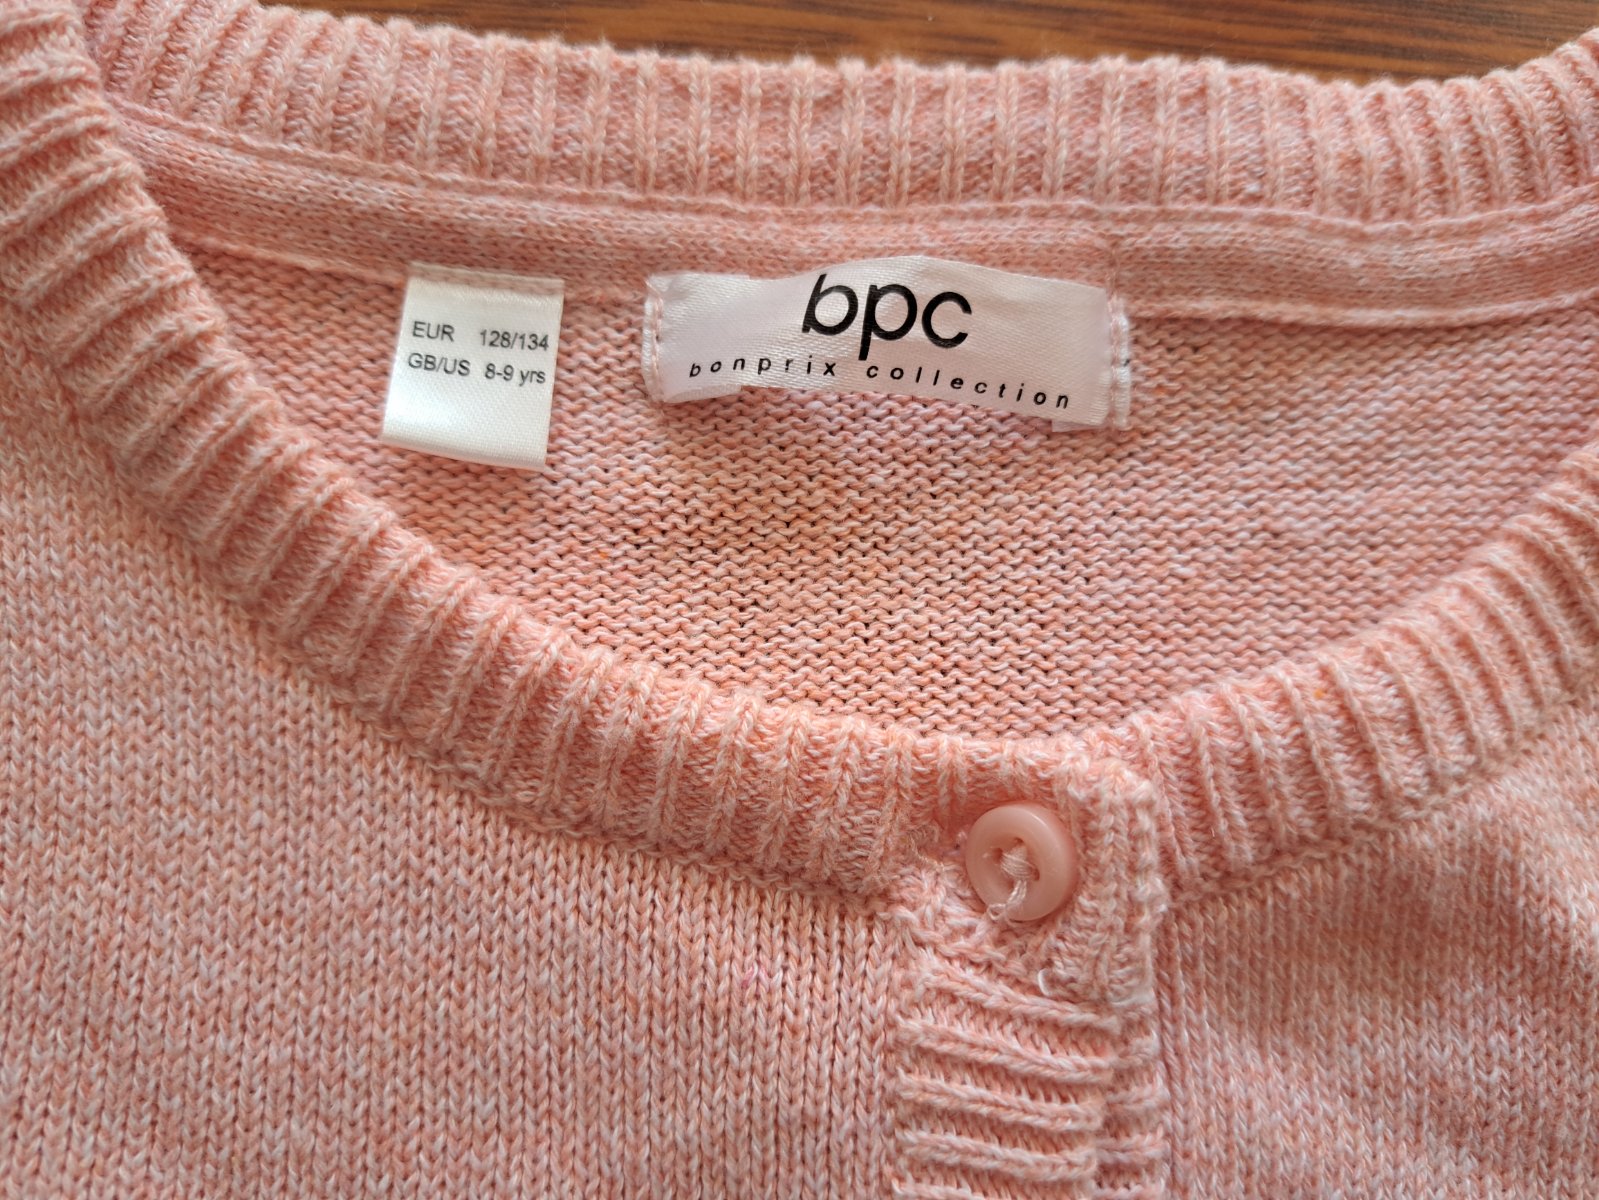 EUR 128/134
GB/US 8-9 yrs
bpc
bonprix collection